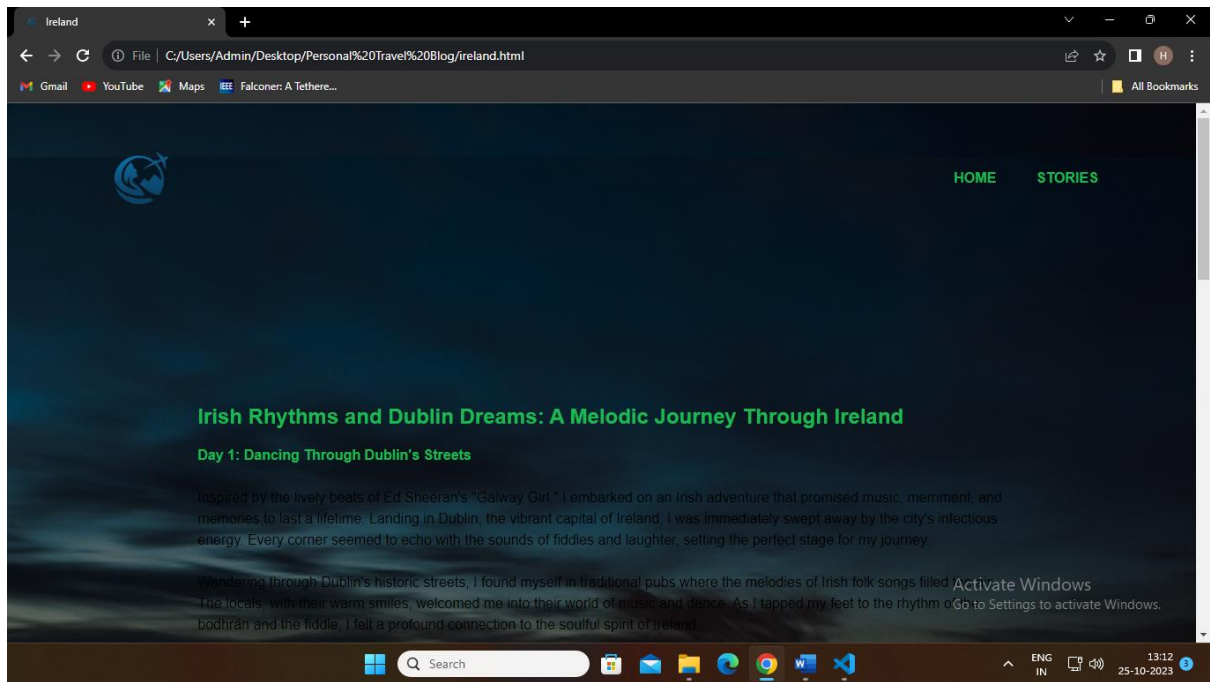 Ireland
File
C:/Users/Admin/Desktop/Personal%20Travel%20Blog/ireland.html
H
Gmail
YouTube
Maps
IEEE
Falconer: A Tethere...
All Bookmarks
HOME
STORIES
Irish Rhythms and Dublin Dreams: A Melodic Journey Through Ireland
Day 1: Dancing Through Dublin's Streets
Inspired by the lively beats of Ed Sheeran's "Galway Girl," I embarked on an Irish adventure that promised music, merriment, and
memories to last a lifetime. Landing in Dublin, the vibrant capital of Ireland, I was immediately swept away by the city's infectious
energy. Every corner seemed to echo with the sounds of fiddles and laughter, setting the perfect stage for my journey.
Wandering through Dublin's historic streets, I found myself in traditional pubs where the melodies of Irish folk songs filled
The locals, with their warm smiles, welcomed me into their world of music and dance. As I tapped my feet to the rhythm
bodhrán and the fiddle, I felt a profound connection to the soulful spirit of Ireland.
Activate Windows
Go to Settings to activate Windows.
Search
W
ENG
IN
13:12
25-10-2023
3